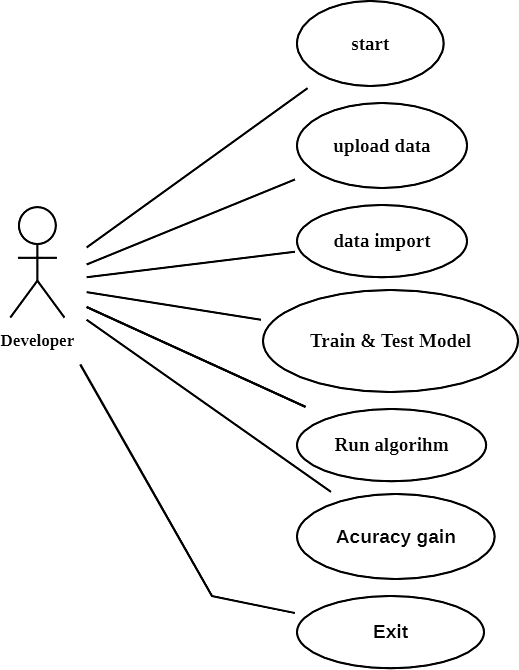 start
upload data
data import
Developer
Train & Test Model
Run algorihm
Acuracy gain
Exit